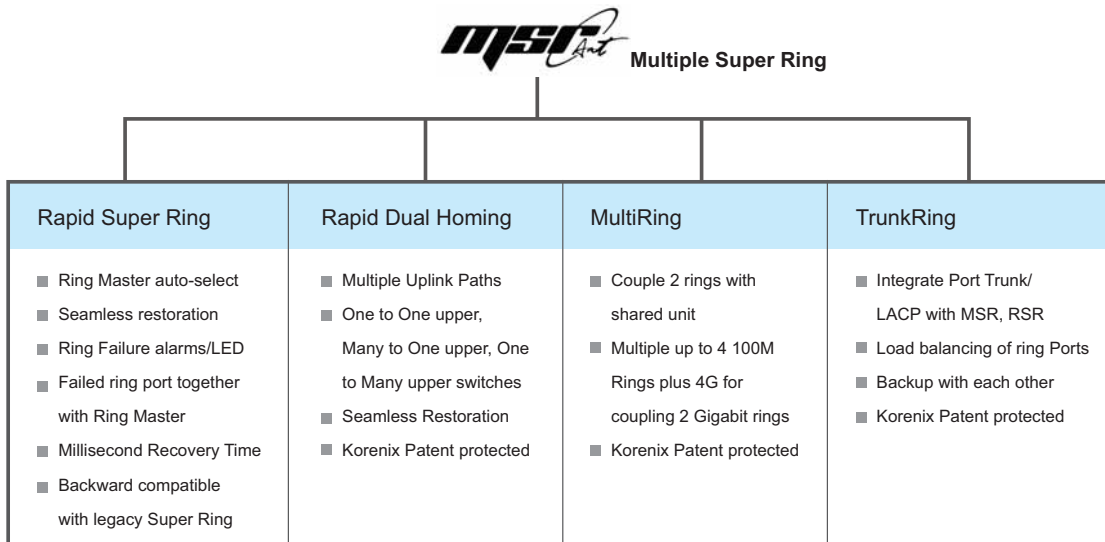 msr Ant
Multiple Super Ring
Rapid Super Ring
Ring Master auto-select
Seamless restoration
Ring Failure alarms/LED
Failed ring port together
with Ring Master
Millisecond Recovery Time
Backward compatible
with legacy Super Ring
Rapid Dual Homing
Multiple Uplink Paths
One to One upper,
Many to One upper, One
to Many upper switches
Seamless Restoration
Korenix Patent protected
MultiRing
Couple 2 rings with
shared unit
Multiple up to 4 100M
Rings plus 4G for
coupling 2 Gigabit rings
Korenix Patent protected
TrunkRing
Integrate Port Trunk/
LACP with MSR, RSR
Load balancing of ring Ports
Backup with each other
Korenix Patent protected